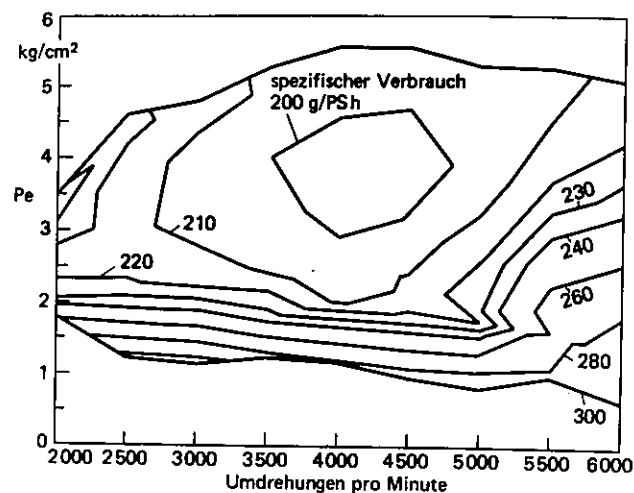 6
kg/cm²
5
spezifischer Verbrauch
200 g/PSh
4
Pe
230
3
210
240
220
260
2
280
1
300
0
2000 2500 3000 3500 4000 4500 5000 5500 6000
Umdrehungen pro Minute